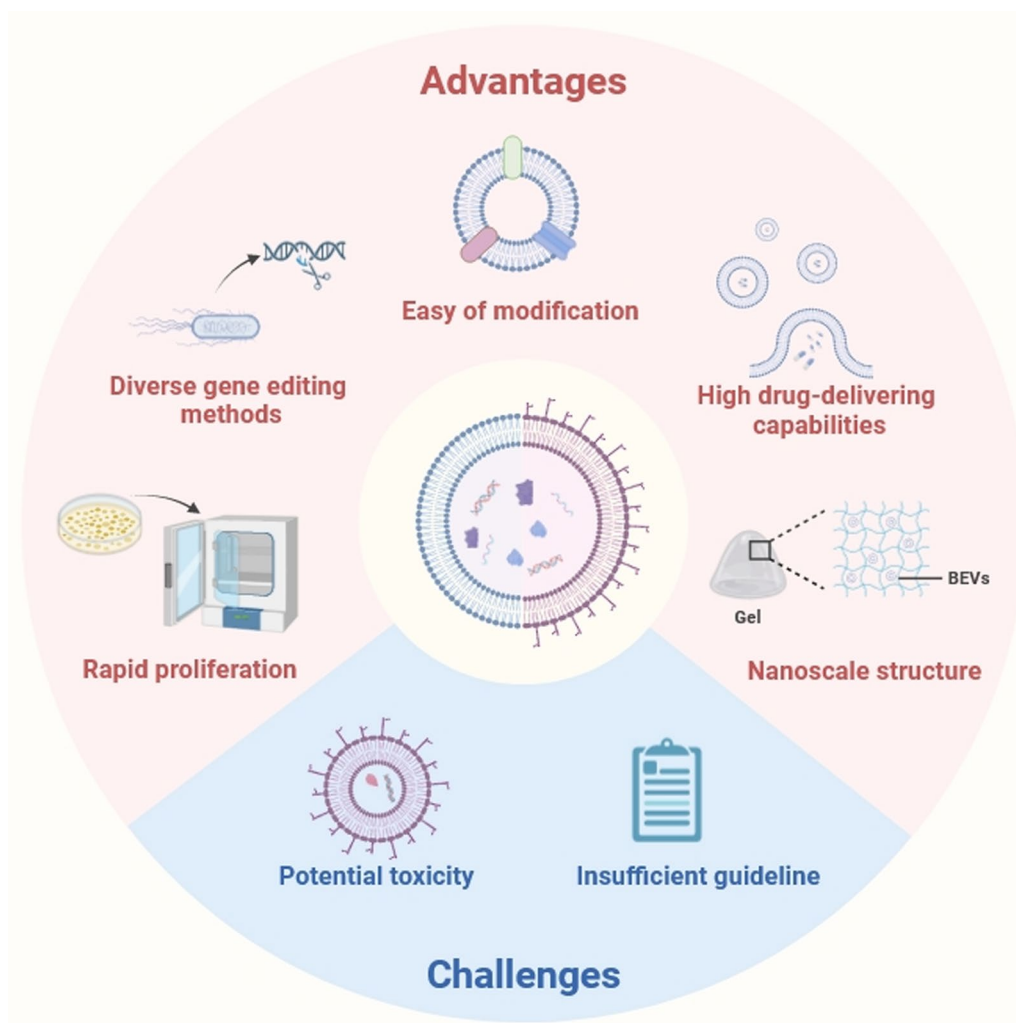 Advantages
Easy of modification
Diverse gene editing
methods
High drug-delivering
capabilities
Rapid proliferation
Gel
BEVs
Nanoscale structure
Potential toxicity
Insufficient guideline
Challenges